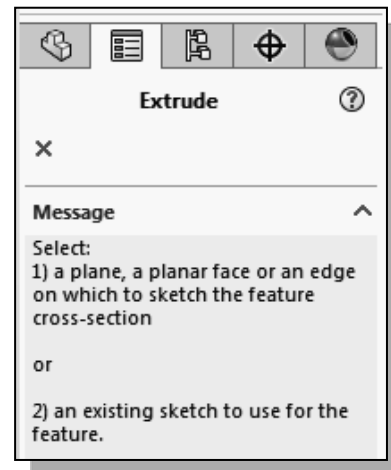 Extrude
Message
Select:
1) a plane, a planar face or an edge
on which to sketch the feature
cross-section
or
2) an existing sketch to use for the
feature.